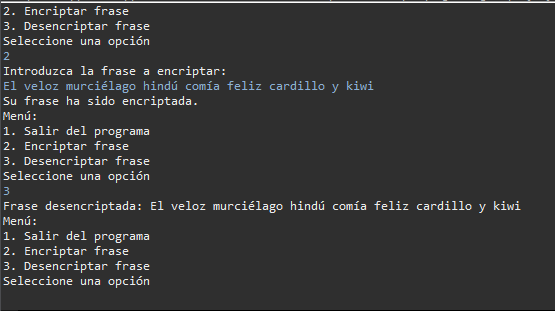 2. Encriptar frase
3. Desencriptar frase
Seleccione una opción
2
Introduzca la frase a encriptar:
El veloz murciélago hindú comía feliz cardillo y kiwi
Su frase ha sido encriptada.
Menú:
1. Salir del programa
2. Encriptar frase
3. Desencriptar frase
Seleccione una opción
3
Frase desencriptada: El veloz murciélago hindú comía feliz cardillo y kiwi
Menú:
1. Salir del programa
2. Encriptar frase
3. Desencriptar frase
Seleccione una opción